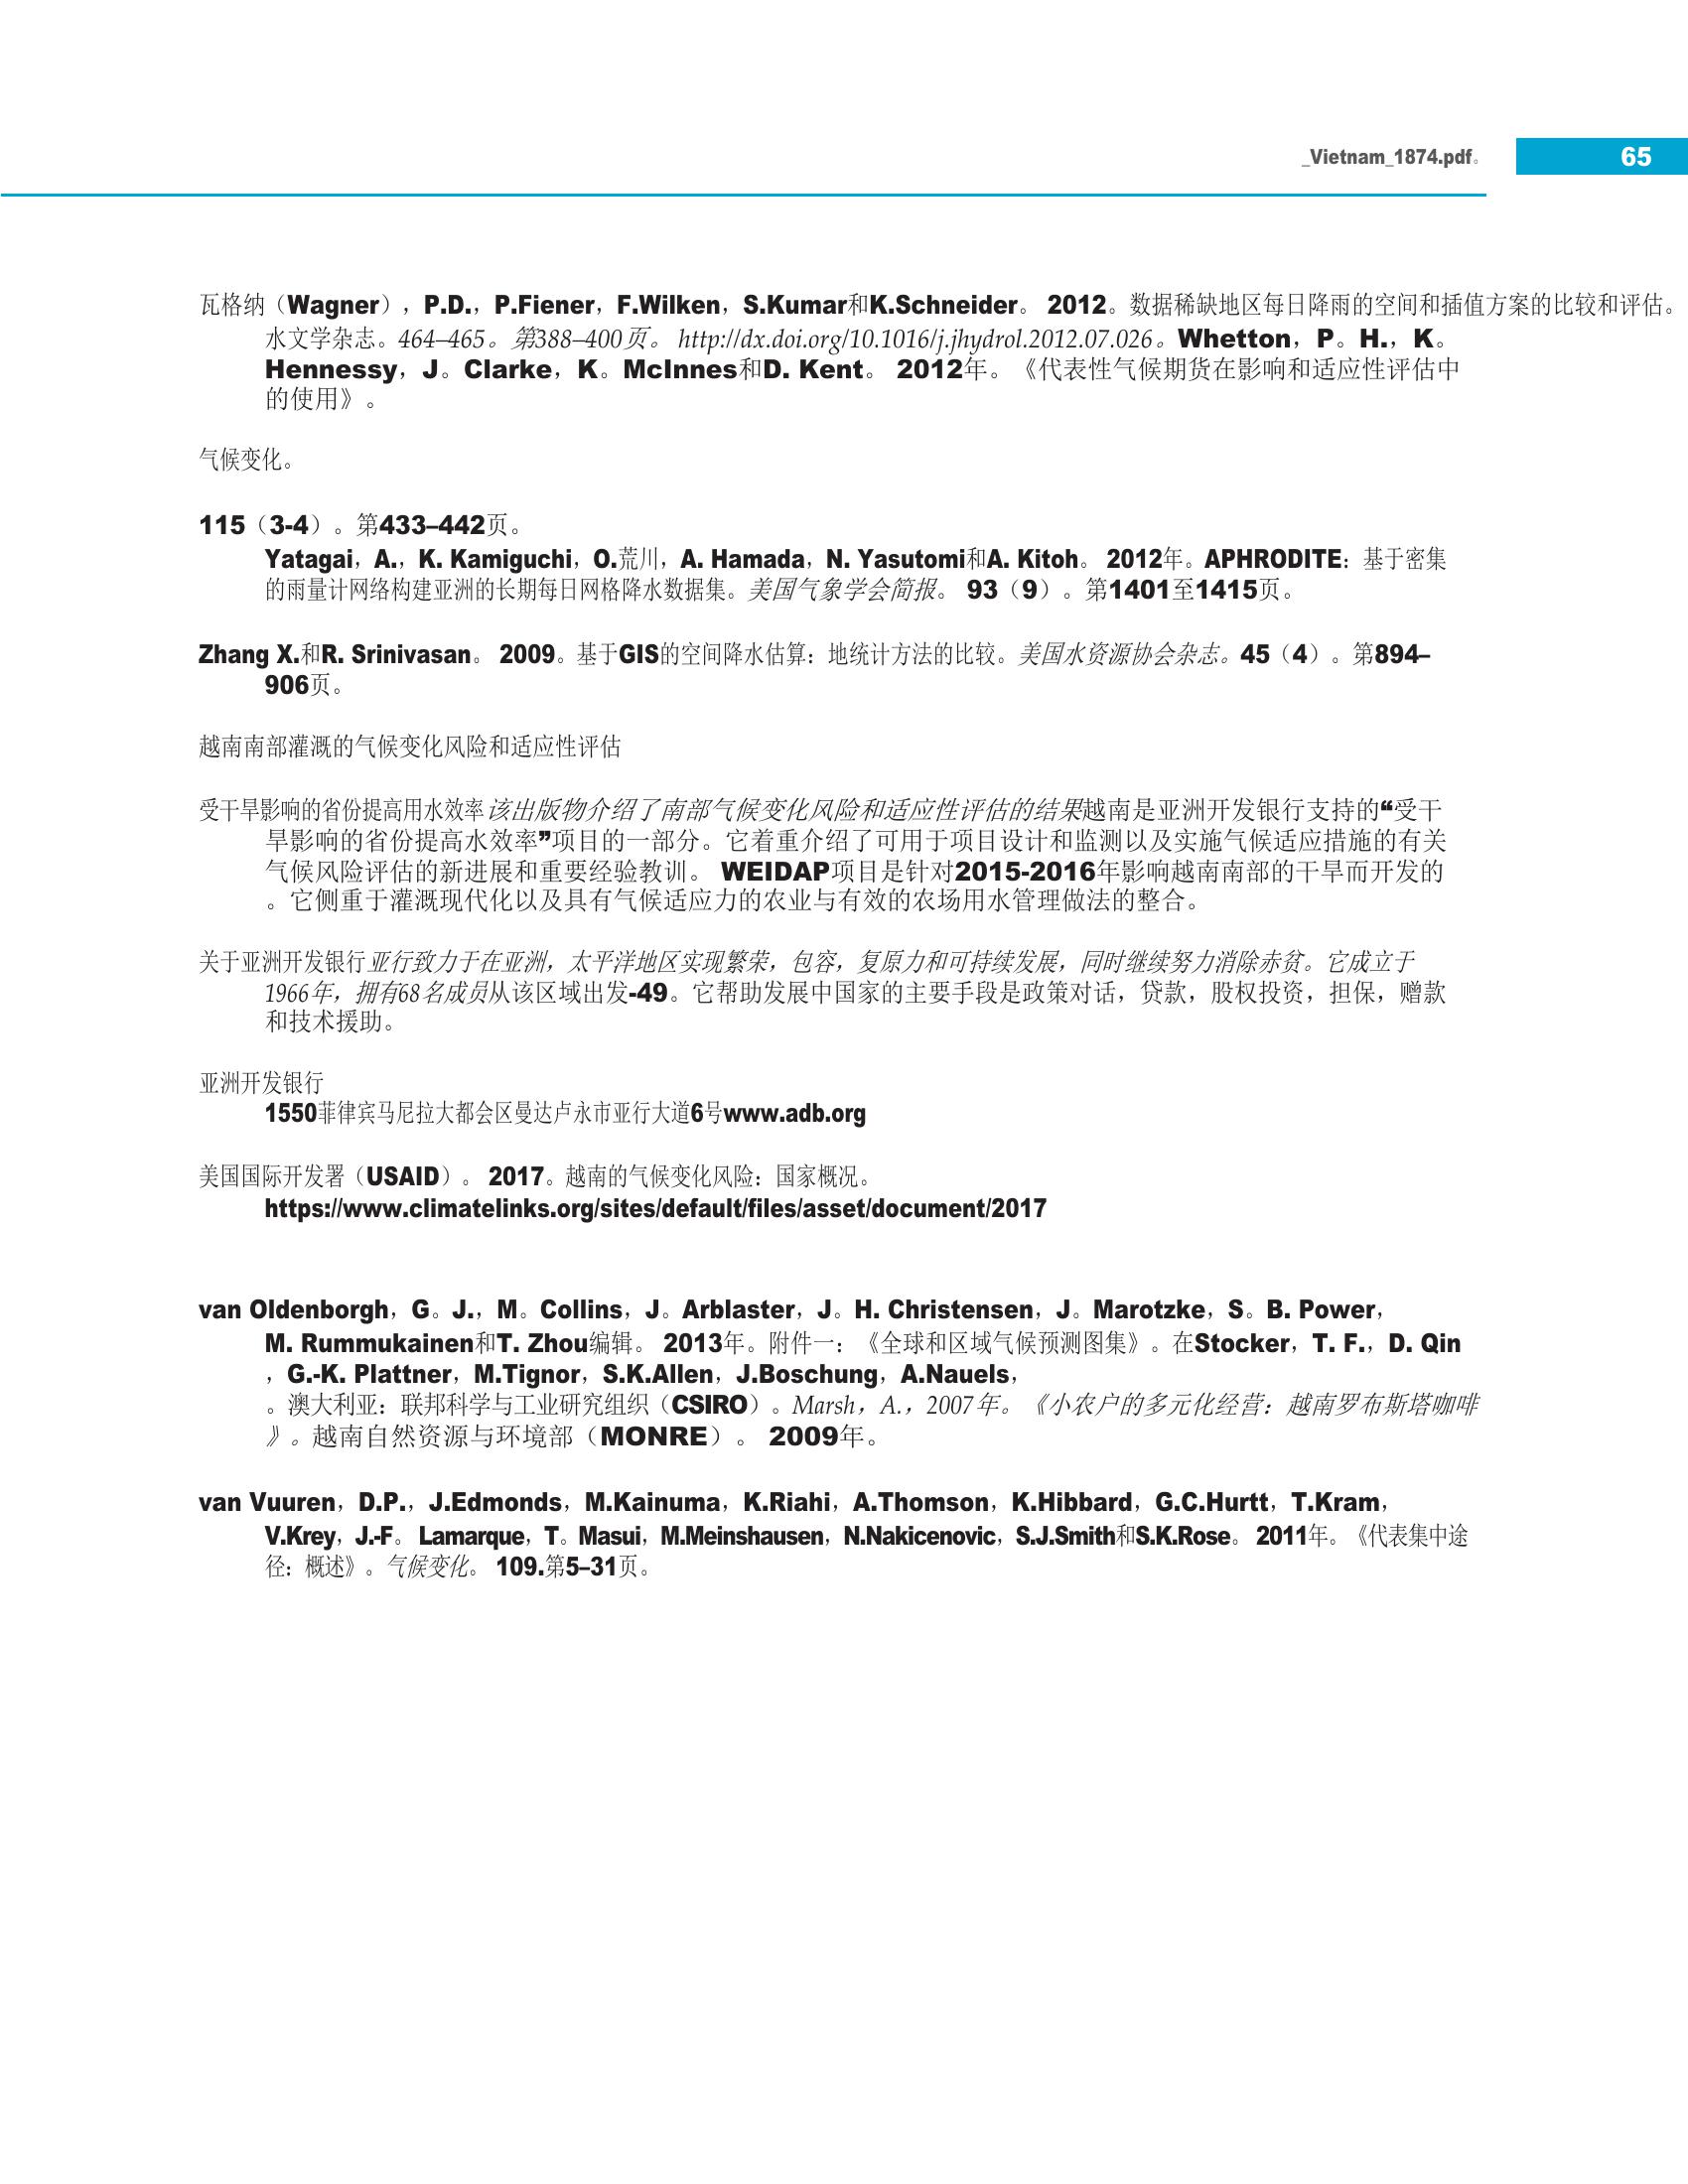 _Vietnam_1874.pdf。 65
瓦格纳（Wagner），P.D.，P.Fiener，F.Wilken，S.Kumar和K.Schneider。 2012。数据稀缺地区每日降雨的空间和插值方案的比较和评估。
水文学杂志。464–465。第388–400页。 http://dx.doi.org/10.1016/j.jhydrol.2012.07.026。Whetton，P。H.，K。
Hennessy，J。Clarke，K。McInnes和D. Kent。 2012年。《代表性气候期货在影响和适应性评估中
的使用》。
气候变化。
115（3-4）。第433–442页。
Yatagai，A.，K. Kamiguchi，O.荒川，A. Hamada，N. Yasutomi和A. Kitoh。 2012年。APHRODITE：基于密集
的雨量计网络构建亚洲的长期每日网格降水数据集。美国气象学会简报。 93（9）。第1401至1415页。
Zhang X.和R. Srinivasan。 2009。基于GIS的空间降水估算：地统计方法的比较。美国水资源协会杂志。45（4）。第894–
906页。
越南南部灌溉的气候变化风险和适应性评估
受干旱影响的省份提高用水效率该出版物介绍了南部气候变化风险和适应性评估的结果越南是亚洲开发银行支持的“受干
旱影响的省份提高水效率”项目的一部分。它着重介绍了可用于项目设计和监测以及实施气候适应措施的有关
气候风险评估的新进展和重要经验教训。 WEIDAP项目是针对2015-2016年影响越南南部的干旱而开发的
。它侧重于灌溉现代化以及具有气候适应力的农业与有效的农场用水管理做法的整合。
关于亚洲开发银行亚行致力于在亚洲，太平洋地区实现繁荣，包容，复原力和可持续发展，同时继续努力消除赤贫。它成立于
1966年，拥有68名成员从该区域出发-49。它帮助发展中国家的主要手段是政策对话，贷款，股权投资，担保，赠款
和技术援助。
亚洲开发银行
1550菲律宾马尼拉大都会区曼达卢永市亚行大道6号www.adb.org
美国国际开发署（USAID）。 2017。越南的气候变化风险：国家概况。
https://www.climatelinks.org/sites/default/files/asset/document/2017
van Oldenborgh，G。J.，M。Collins，J。Arblaster，J。H. Christensen，J。Marotzke，S。B. Power，
M. Rummukainen和T. Zhou编辑。 2013年。附件一：《全球和区域气候预测图集》。在Stocker，T. F.，D. Qin
，G.-K. Plattner，M.Tignor，S.K.Allen，J.Boschung，A.Nauels，
。澳大利亚：联邦科学与工业研究组织（CSIRO）。Marsh，A.，2007年。《小农户的多元化经营：越南罗布斯塔咖啡
》。越南自然资源与环境部（MONRE）。 2009年。
van Vuuren，D.P.，J.Edmonds，M.Kainuma，K.Riahi，A.Thomson，K.Hibbard，G.C.Hurtt，T.Kram，
V.Krey，J.-F。 Lamarque，T。Masui，M.Meinshausen，N.Nakicenovic，S.J.Smith和S.K.Rose。 2011年。《代表集中途
径：概述》。气候变化。 109.第5–31页。